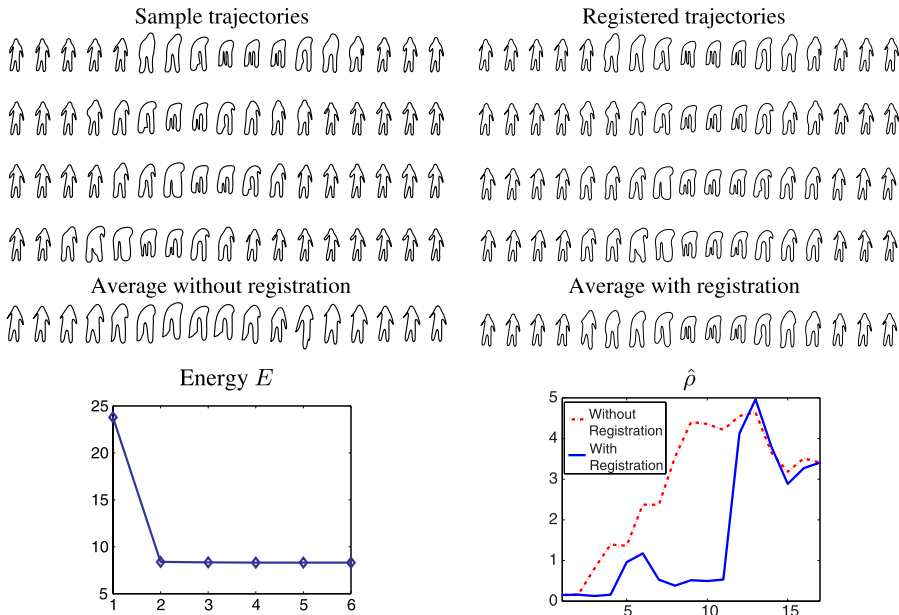 Sample trajectories
Registered trajectories
Average without registration
Average with registration
Energy E
25
20
15
10
5
1 2 3 4 5 6
ρ̂
5
4
3
2
1
0
5 10 15
Without
Registration
With
Registration